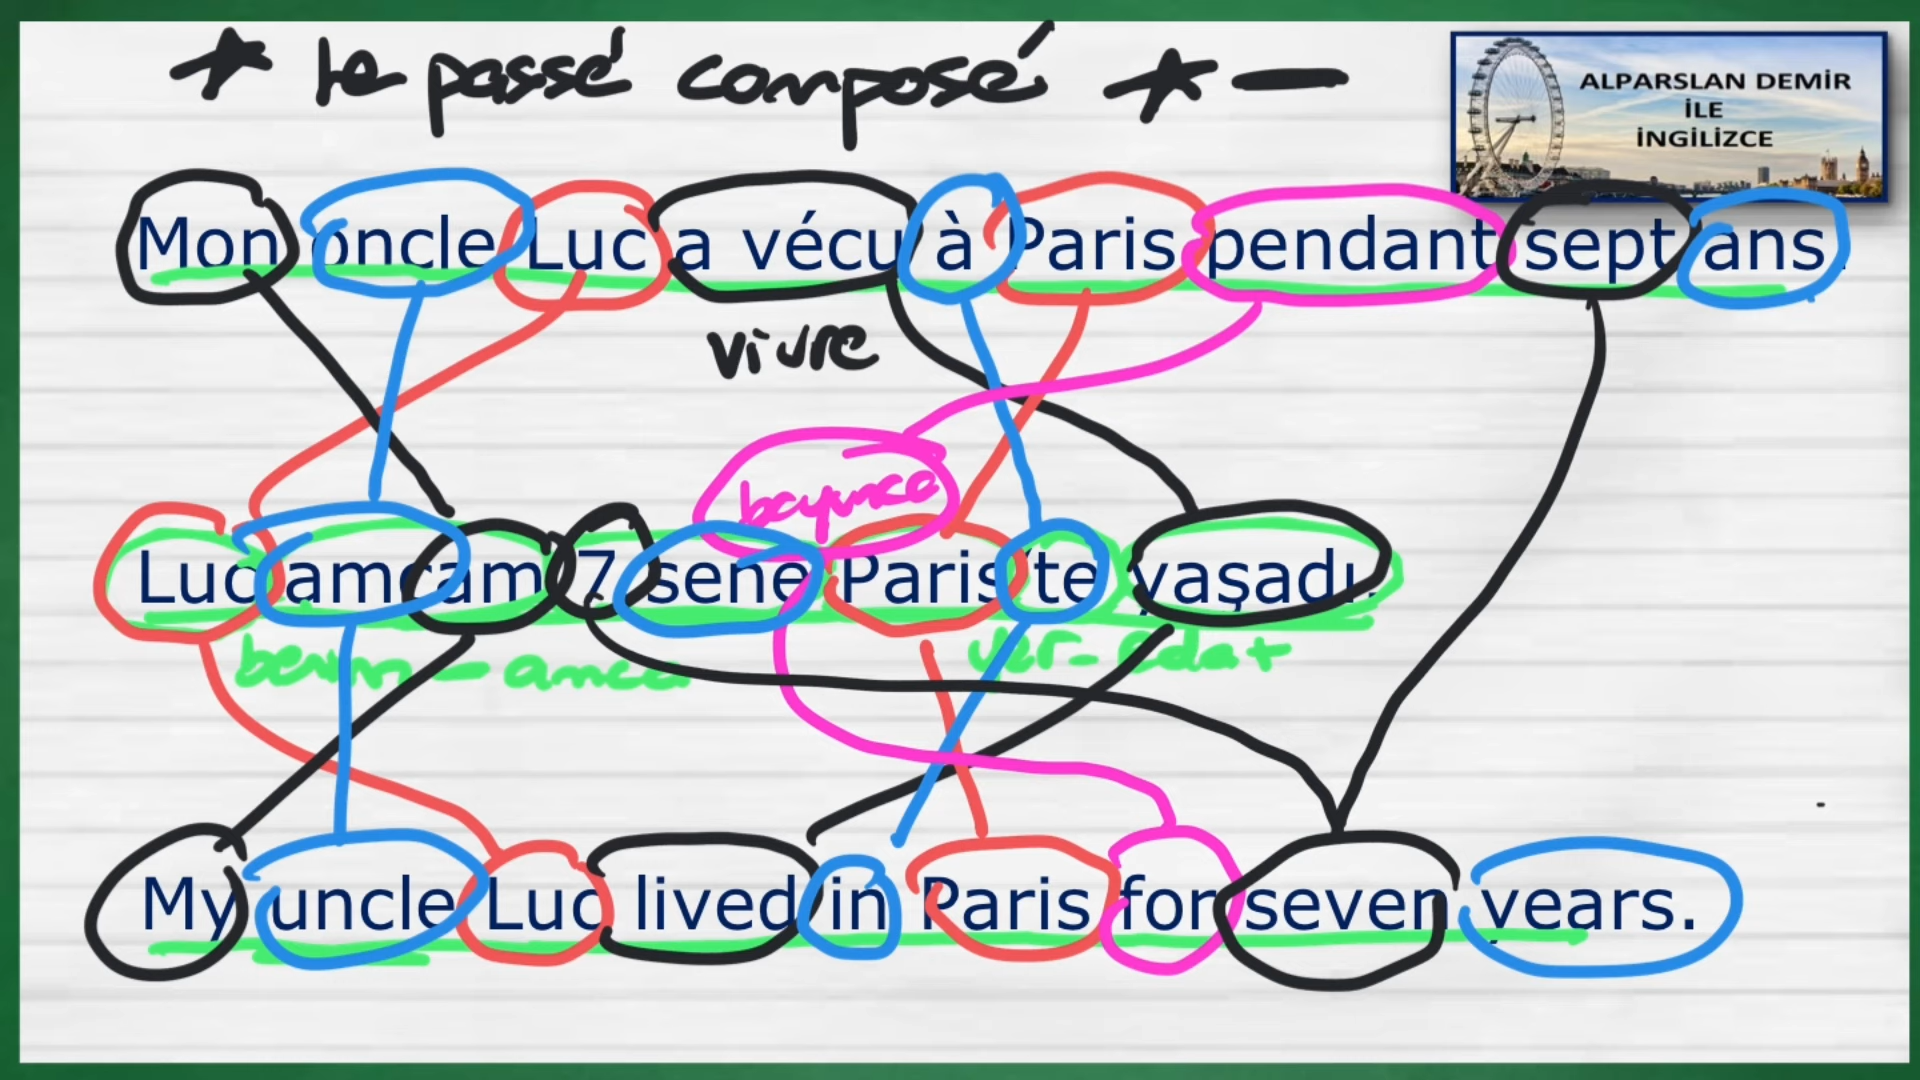 * le passé composé * —
ALPARSLAN DEMİR
İLE
İNGİLİZCE
Mon oncle Luc a vécu à Paris pendant sept ans.
vivre
boyunca
Luc amcam 7 sene Paris'te yaşadı.
benim - amca
yer - edat
My uncle Luc lived in Paris for seven years.